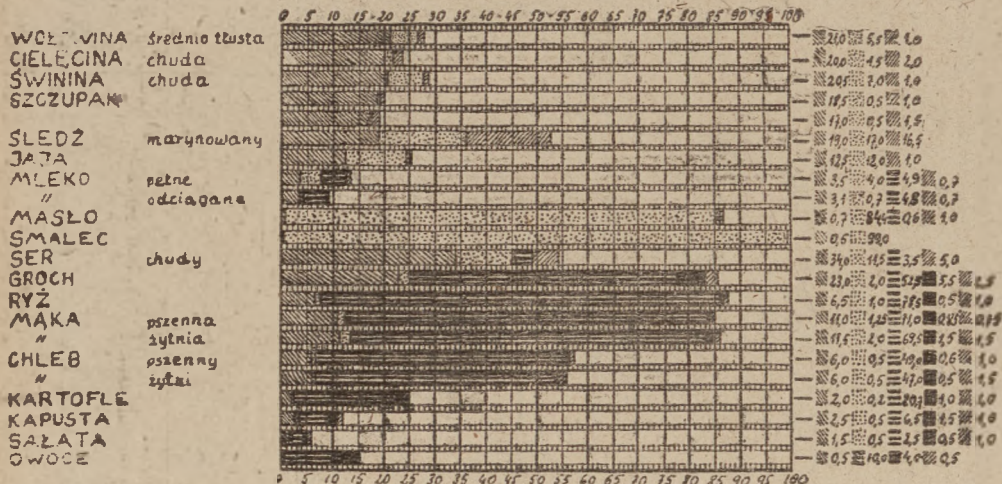 0 5 10 15 20 25 30 35 40 45 50 55 60 65 70 75 80 85 90 95 100
WOŁOWINA średnio tłusta 21,0 5,5 1,0
CIELĘCINA chuda 20,0 1,5 2,0
ŚWININA chuda 20,5 7,0 1,0
SZCZUPAK 18,5 0,5 1,0
17,0 0,5 1,5
ŚLEDŹ marynowany 19,0 17,0 16,5
JAJA 12,5 12,0 1,0
MLEKO pełne 3,5 4,0 4,9 0,7
" odciągane 3,1 0,7 4,8 0,7
MASŁO 0,7 84,5 0,6 1,0
SMALEC 0,5 99,0
SER chudy 34,0 11,5 3,5 5,0
GROCH 23,0 2,0 52,5 5,5 2,5
RYŻ 6,5 1,0 78,5 0,5 1,0
MĄKA pszenna 11,0 1,25 71,0
" żytnia 11,5 2,0 69,5 1,5 1,5
CHLEB pszenny 6,0 0,5 49,0 0,6 1,0
" żytni 6,0 0,5 47,0 0,5 1,5
KARTOFLE 2,0 0,2 20,7 1,0 1,0
KAPUSTA 2,5 0,5 6,5 1,5 1,0
SAŁATA 1,5 0,5 2,5 0,5 1,0
OWOCE 0,5 10,0 4,0 0,5
0 5 10 15 20 25 30 35 40 45 50 55 60 65 70 75 80 85 90 95 100